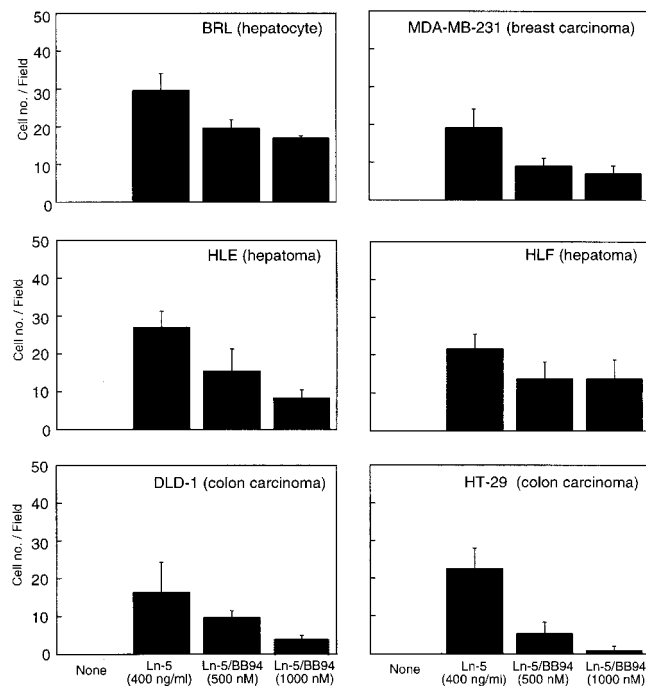 BRL (hepatocyte)
MDA-MB-231 (breast carcinoma)
Cell no. / Field
50
40
30
20
10
0
HLE (hepatoma)
HLF (hepatoma)
Cell no. / Field
50
40
30
20
10
0
DLD-1 (colon carcinoma)
HT-29 (colon carcinoma)
Cell no. / Field
50
40
30
20
10
0
None
Ln-5
(400 ng/ml)
Ln-5/BB94
(500 nM)
Ln-5/BB94
(1000 nM)
None
Ln-5
(400 ng/ml)
Ln-5/BB94
(500 nM)
Ln-5/BB94
(1000 nM)